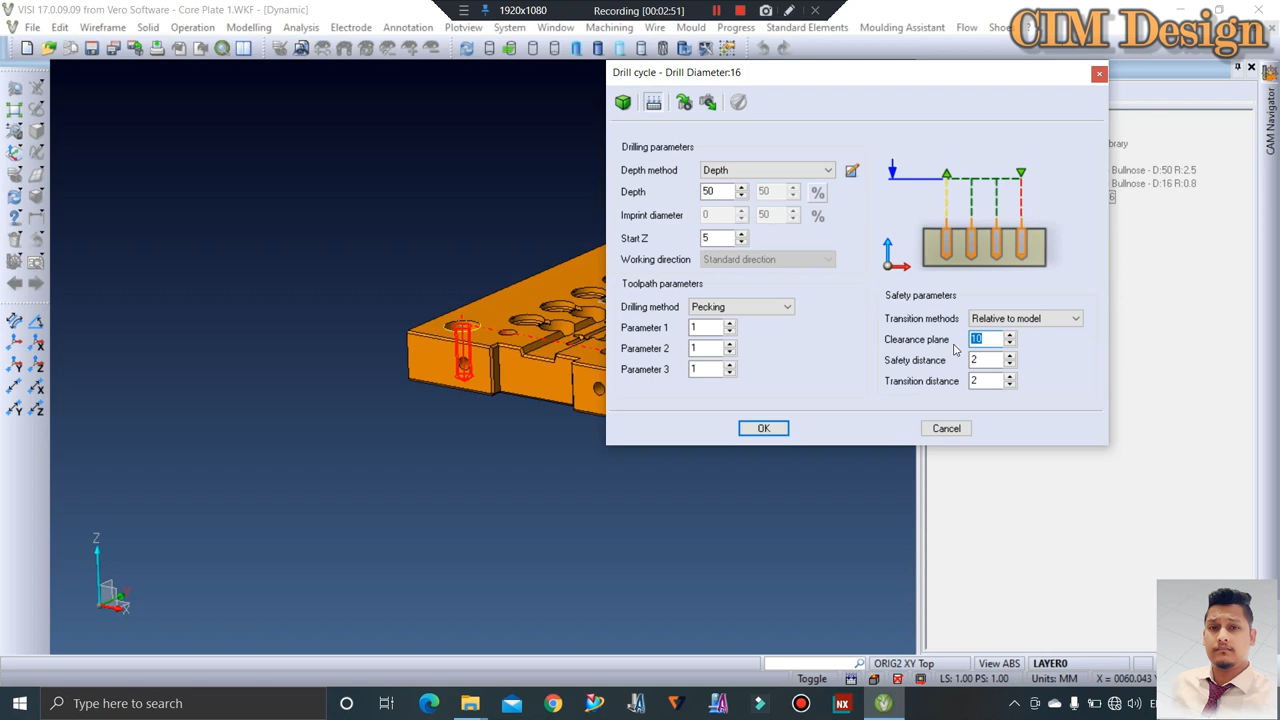 VISI 17.0.09.09 from Vero Software - Core Plate 1.WKF - [Dynamic]
1920x1080
Recording [00:02:51]
CIM Design
File Edit Wireframe Solid Operation Modelling Analysis Electrode Annotation Plotview System Window Machining Wire Mould Progress Standard Elements Moulding Assistant Flow
Drill cycle - Drill Diameter:16
CAM Navigator
Drilling parameters
Depth method Depth
Depth 50 50 %
Imprint diameter 0 50 %
Start Z 5
Working direction Standard direction
Toolpath parameters
Drilling method Pecking
Parameter 1 1
Parameter 2 1
Parameter 3 1
Safety parameters
Transition methods Relative to model
Clearance plane 10
Safety distance 2
Transition distance 2
OK Cancel
Bullnose - D:50 R:2.5
Bullnose - D:16 R:0.8
Z
X
ORIG2 XY Top View ABS LAYER0
Toggle LS: 1.00 PS: 1.00 Units: MM X = 0060.043
Type here to search